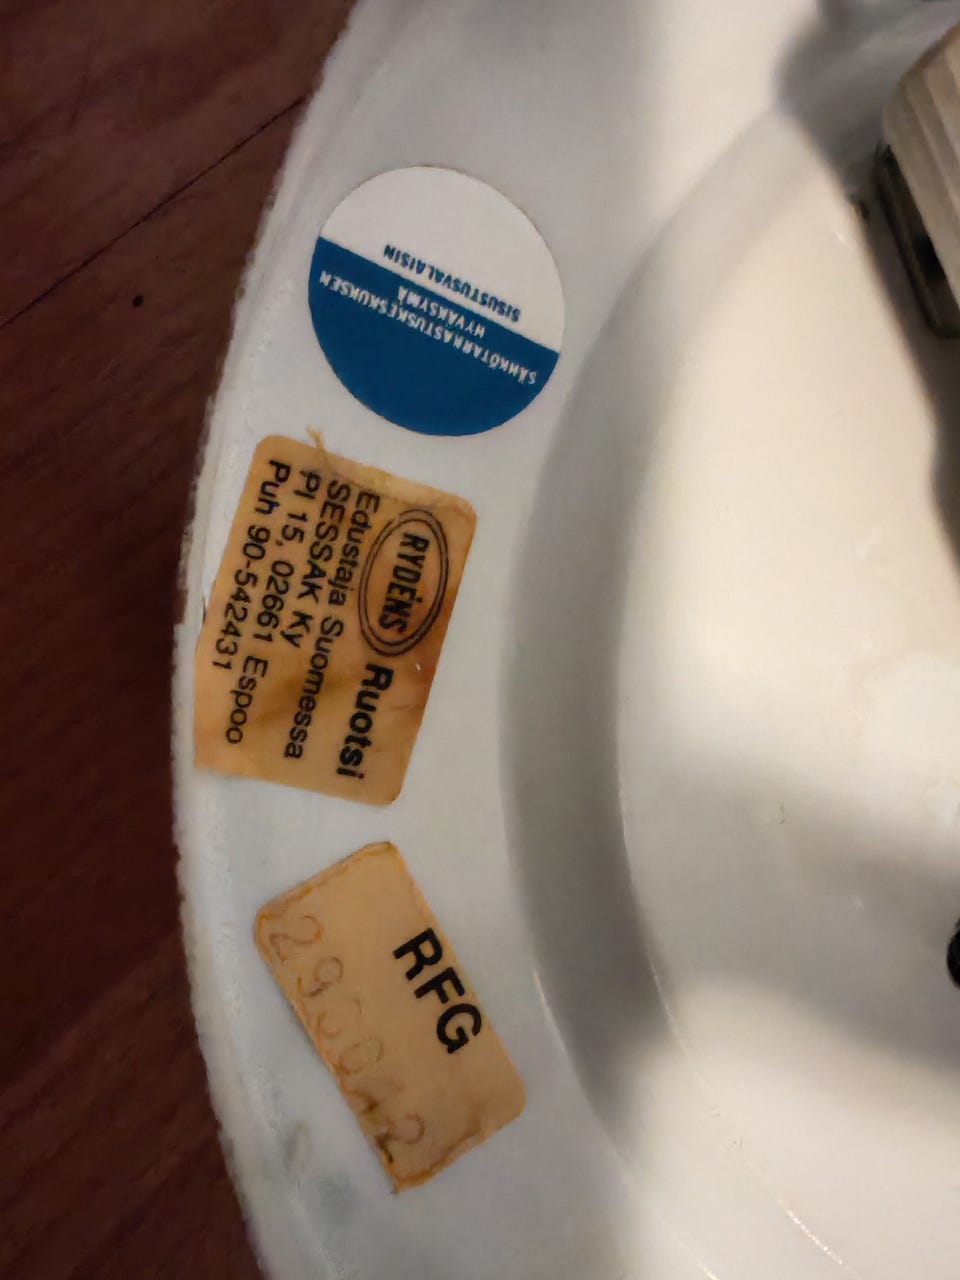 SÄHKÖTARKASTUSKESKUKSEN
HYVÄKSYMÄ
SISUSTUSVALAISIN
RYDÉNS Ruotsi
Edustaja Suomessa
SESSAK Ky
Pl 15, 02661 Espoo
Puh 90-542431
RFG